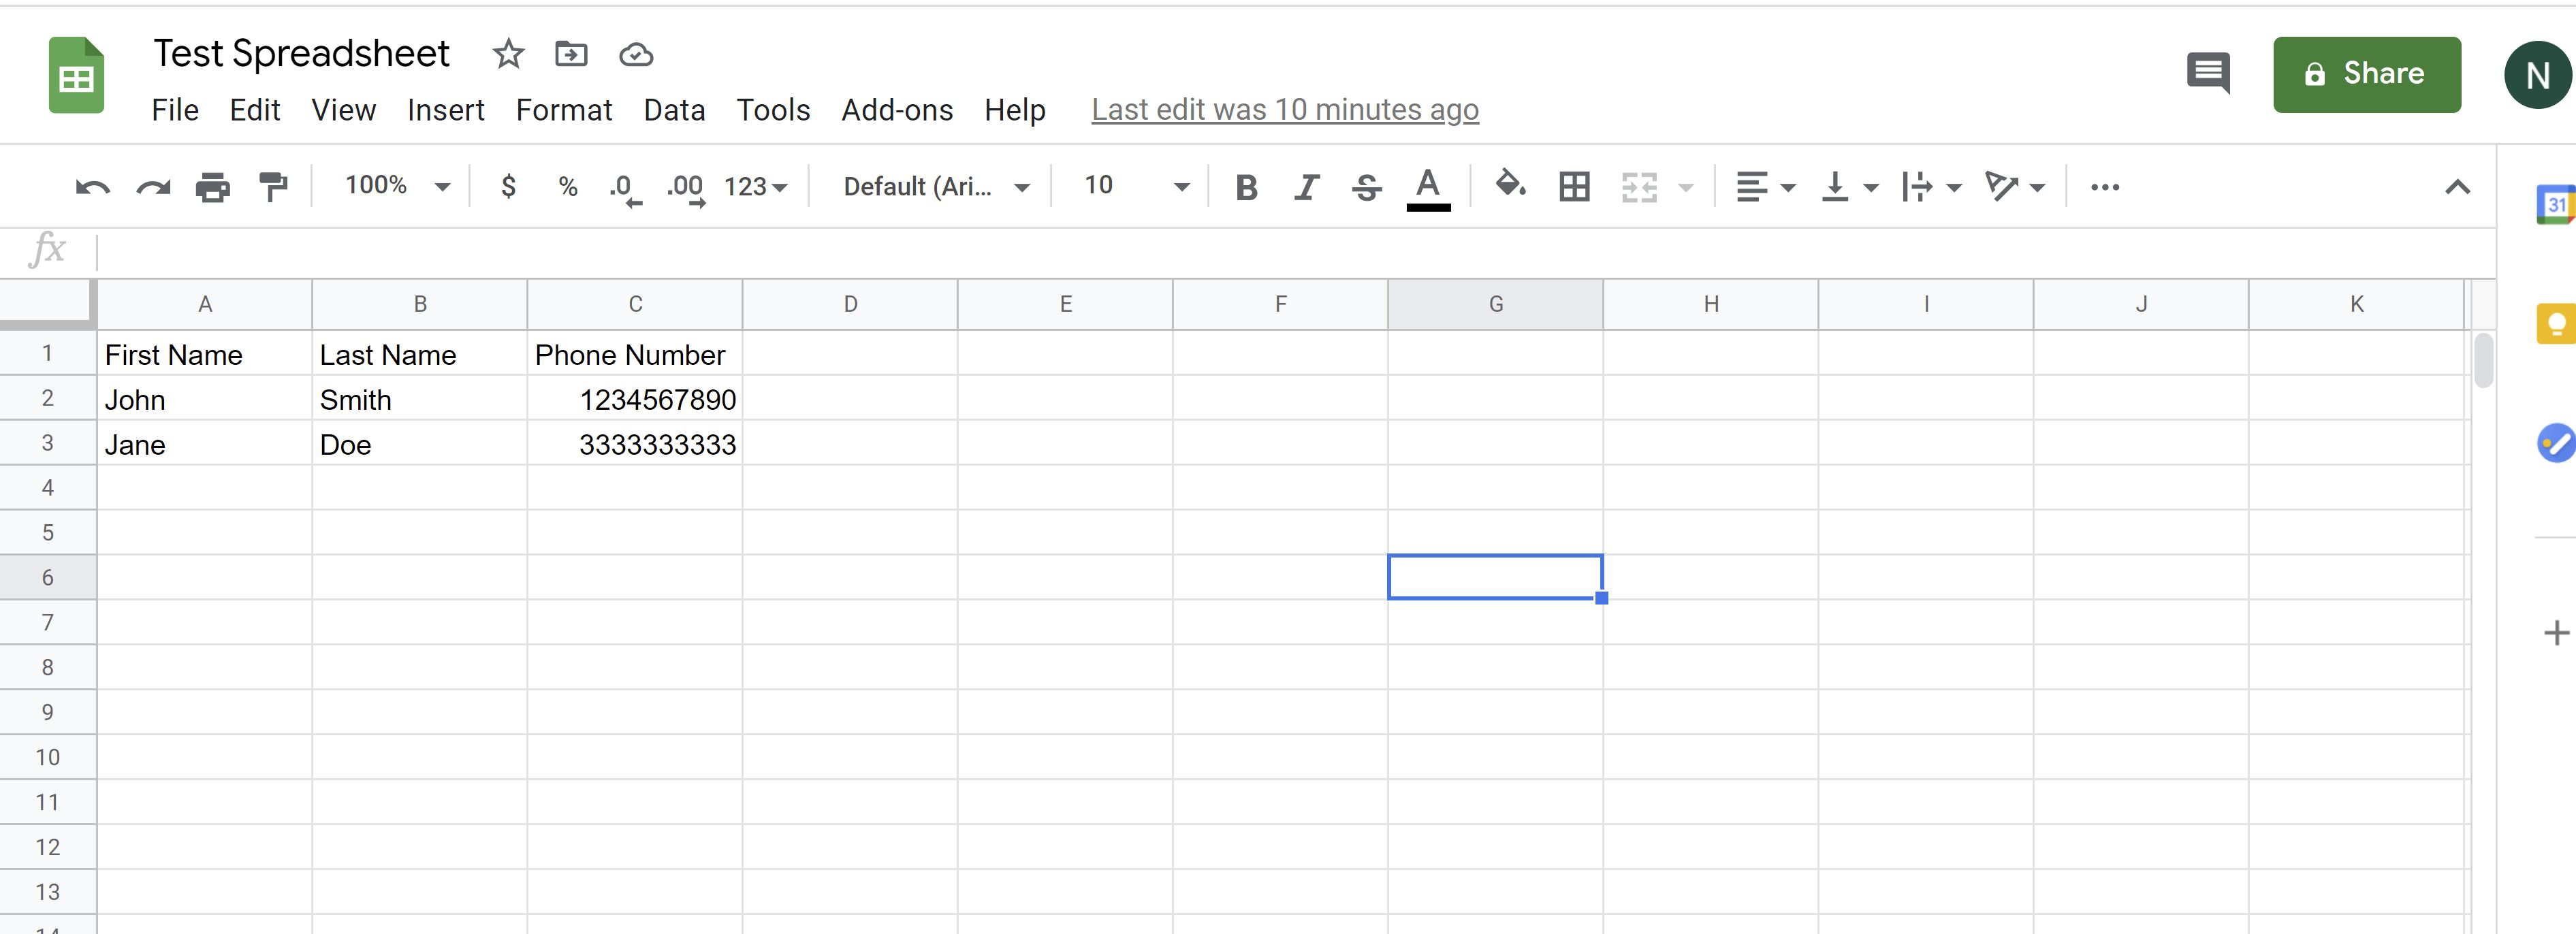 Test Spreadsheet
File Edit View Insert Format Data Tools Add-ons Help Last edit was 10 minutes ago
Share
N
100% $ % .0 .00 123 Default (Ari... 10 B I S A
31
fx
A B C D E F G H I J K
1 First Name Last Name Phone Number
2 John Smith 1234567890
3 Jane Doe 3333333333
4
5
6
7
8
9
10
11
12
13